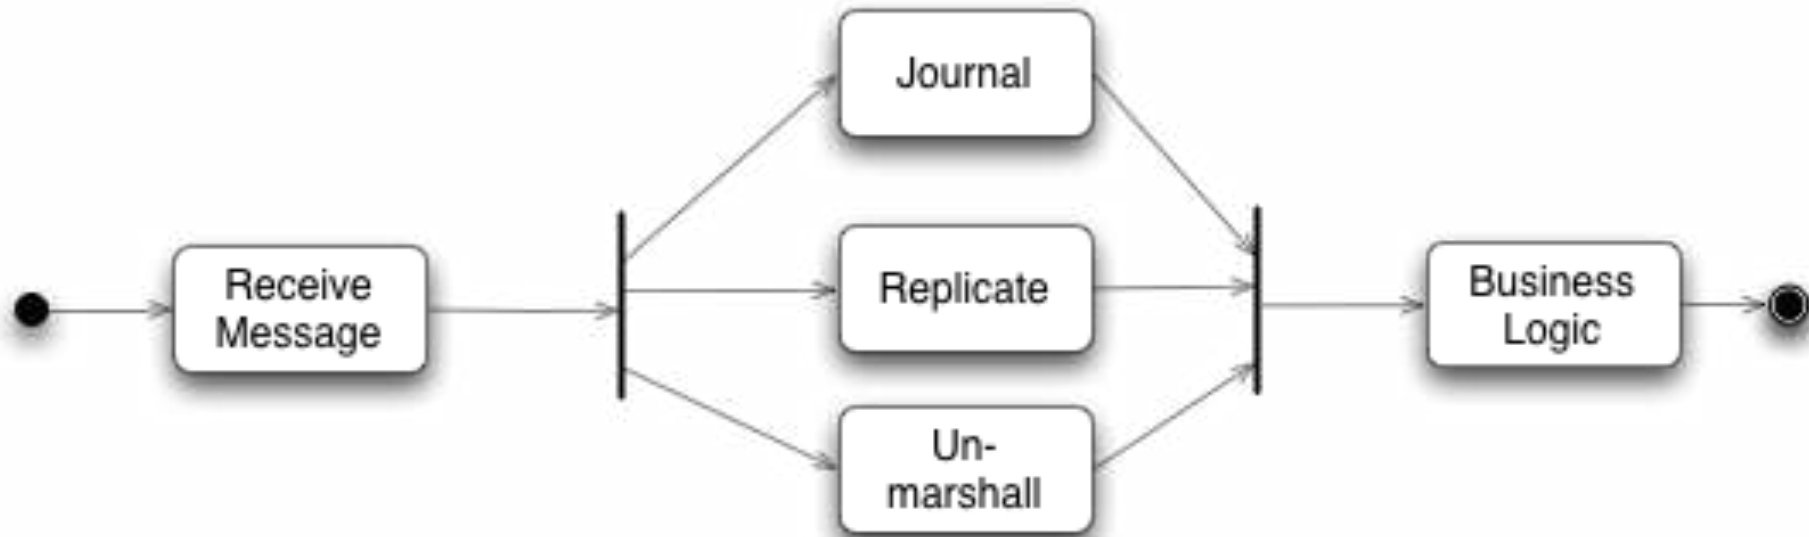 Receive
Message
Journal
Replicate
Un-
marshall
Business
Logic